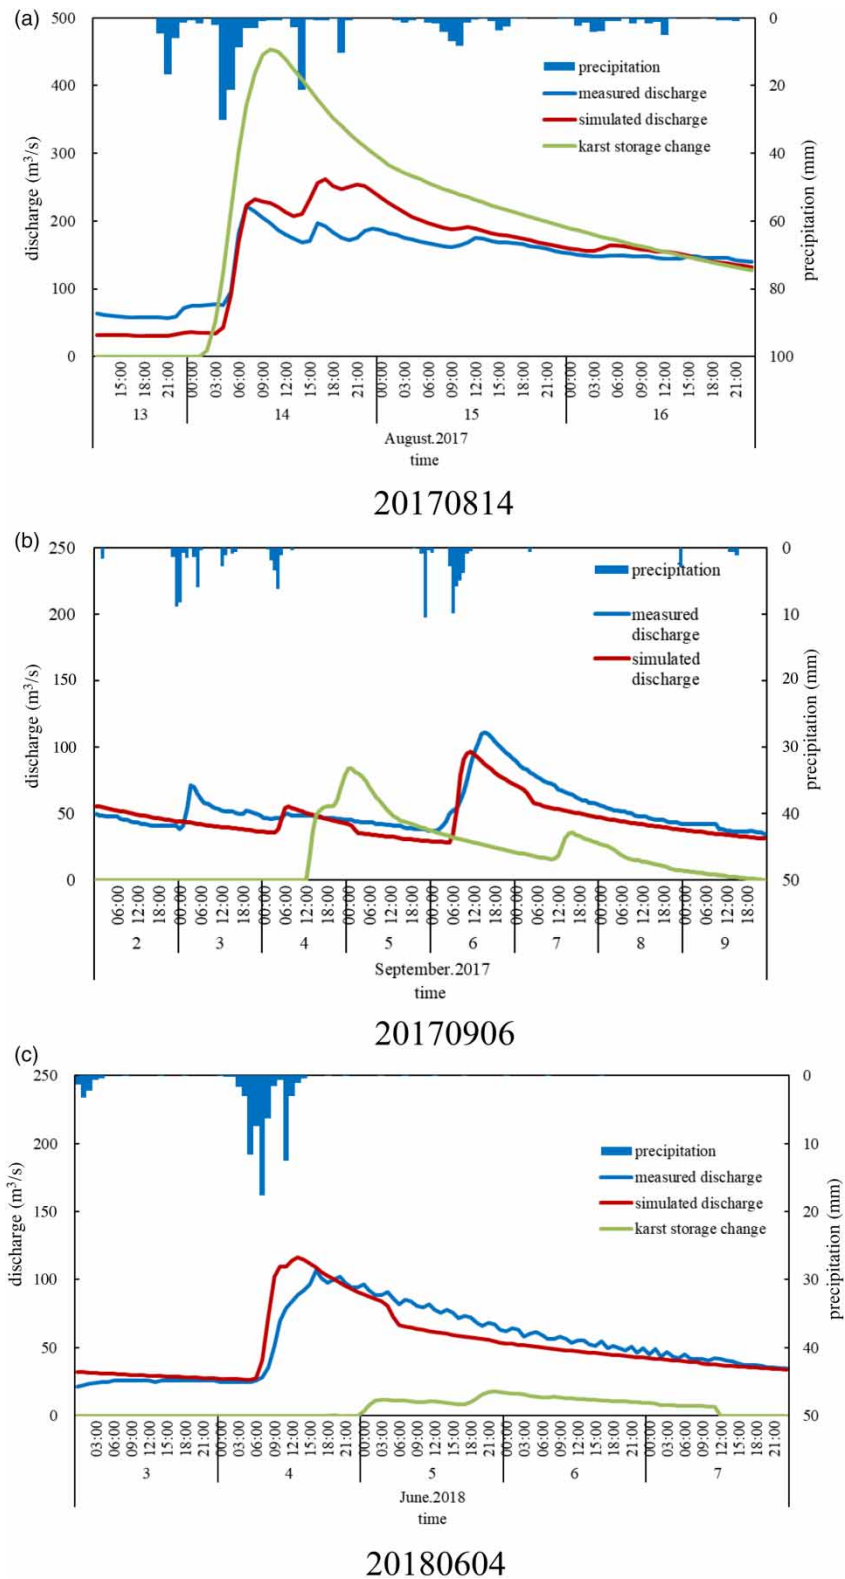 (a)
500
400
300
200
100
0
discharge (m³/s)
0
20
40
60
80
100
precipitation (mm)
precipitation
measured discharge
simulated discharge
karst storage change
15:00 18:00 21:00 00:00 03:00 06:00 09:00 12:00 15:00 18:00 21:00 00:00 03:00 06:00 09:00 12:00 15:00 18:00 21:00 00:00 03:00 06:00 09:00 12:00 15:00 18:00 21:00
13 14 15 16
August.2017
time
20170814
(b)
250
200
150
100
50
0
discharge (m³/s)
0
10
20
30
40
50
precipitation (mm)
precipitation
measured
discharge
simulated
discharge
06:00 12:00 18:00 00:00 06:00 12:00 18:00 00:00 06:00 12:00 18:00 00:00 06:00 12:00 18:00 00:00 06:00 12:00 18:00 00:00 06:00 12:00 18:00 00:00 06:00 12:00 18:00 00:00 06:00 12:00 18:00
2 3 4 5 6 7 8 9
September.2017
time
20170906
(c)
250
200
150
100
50
0
discharge (m³/s)
0
10
20
30
40
50
precipitation (mm)
precipitation
measured discharge
simulated discharge
karst storage change
03:00 06:00 09:00 12:00 15:00 18:00 21:00 00:00 03:00 06:00 09:00 12:00 15:00 18:00 21:00 00:00 03:00 06:00 09:00 12:00 15:00 18:00 21:00 00:00 03:00 06:00 09:00 12:00 15:00 18:00 21:00 00:00 03:00 06:00 09:00 12:00 15:00 18:00 21:00
3 4 5 6 7
June.2018
time
20180604